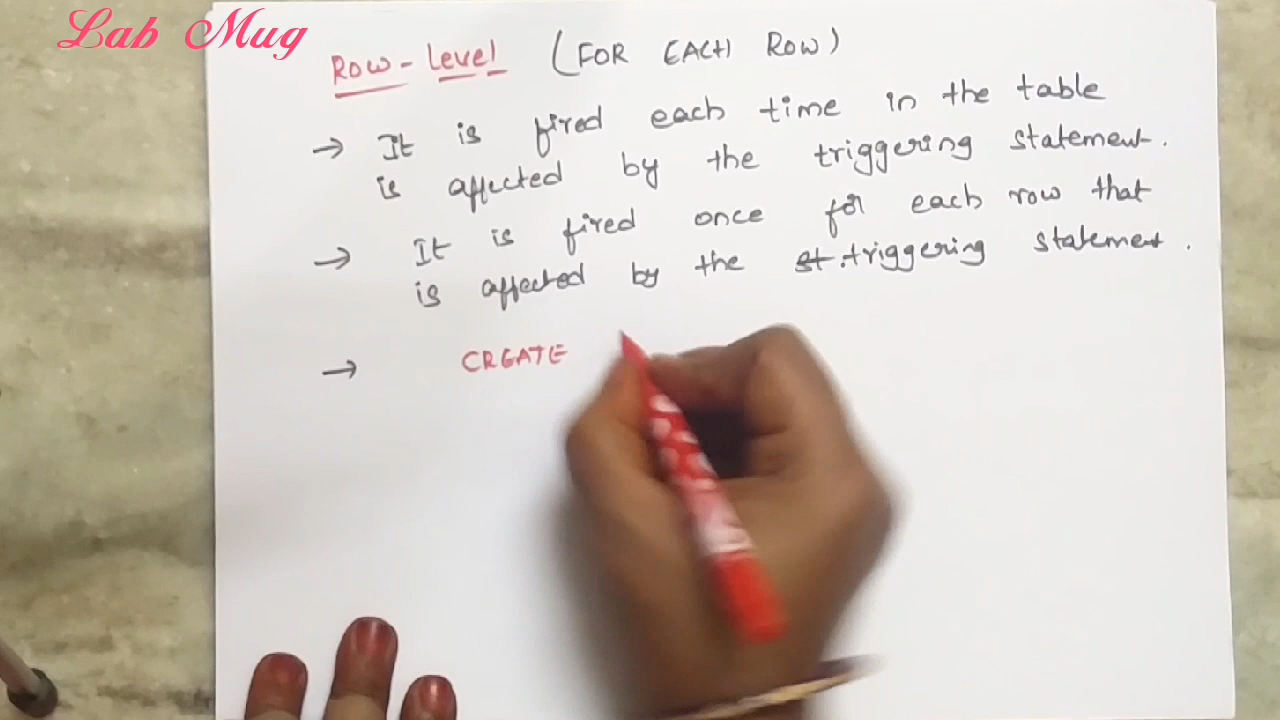 Lab Mug
Row-Level (FOR EACH ROW)
→ It is fired each time in the table
is affected by the triggering statement.
→ It is fired once for each row that
is affected by the st. triggering statement.
→ CREATE